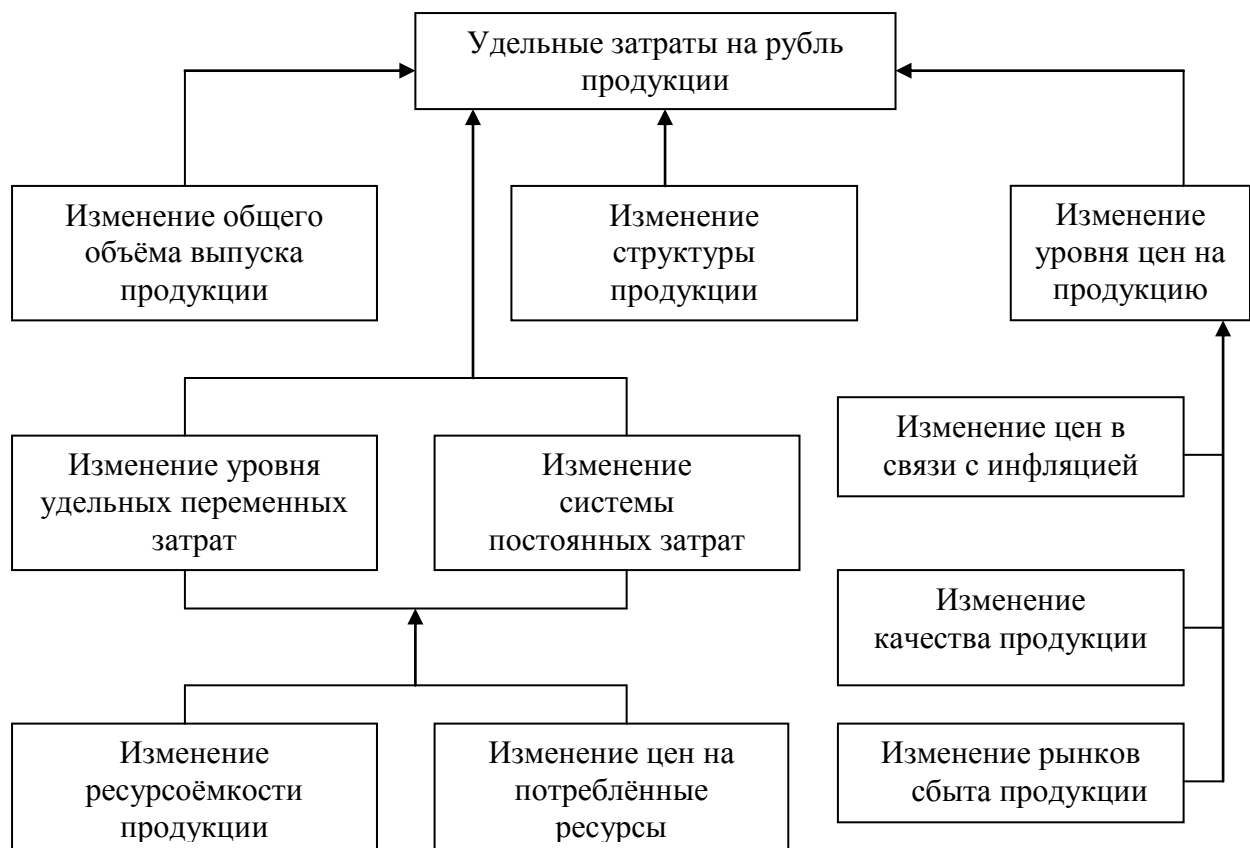 Удельные затраты на рубль
продукции
Изменение общего
объёма выпуска
продукции
Изменение
структуры
продукции
Изменение
уровня цен на
продукцию
Изменение уровня
удельных переменных
затрат
Изменение
системы
постоянных затрат
Изменение цен в
связи с инфляцией
Изменение
качества продукции
Изменение
ресурсоёмкости
продукции
Изменение цен на
потреблённые
ресурсы
Изменение рынков
сбыта продукции